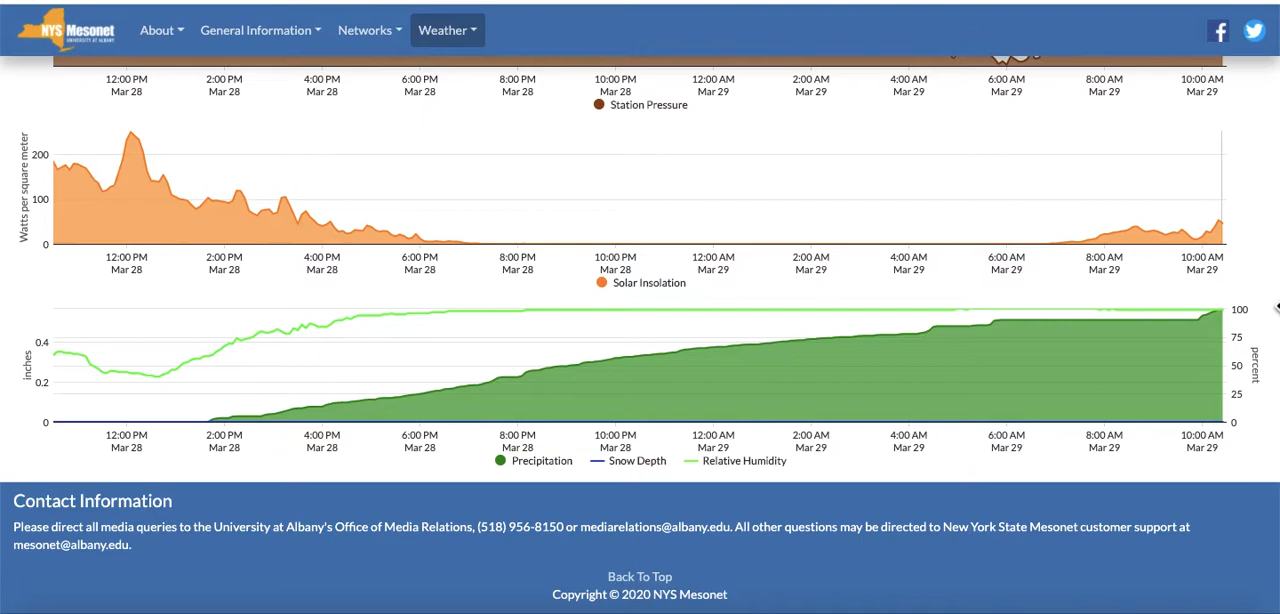 NYS Mesonet
UNIVERSITY AT ALBANY
About General Information Networks Weather
12:00 PM 2:00 PM 4:00 PM 6:00 PM 8:00 PM 10:00 PM 12:00 AM 2:00 AM 4:00 AM 6:00 AM 8:00 AM 10:00 AM
Mar 28 Mar 28 Mar 28 Mar 28 Mar 28 Mar 28 Mar 29 Mar 29 Mar 29 Mar 29 Mar 29 Mar 29
Station Pressure
Watts per square meter
200
100
0
12:00 PM 2:00 PM 4:00 PM 6:00 PM 8:00 PM 10:00 PM 12:00 AM 2:00 AM 4:00 AM 6:00 AM 8:00 AM 10:00 AM
Mar 28 Mar 28 Mar 28 Mar 28 Mar 28 Mar 28 Mar 29 Mar 29 Mar 29 Mar 29 Mar 29 Mar 29
Solar Insolation
inches
0.4
0.2
0
100
75
50
25
0
percent
12:00 PM 2:00 PM 4:00 PM 6:00 PM 8:00 PM 10:00 PM 12:00 AM 2:00 AM 4:00 AM 6:00 AM 8:00 AM 10:00 AM
Mar 28 Mar 28 Mar 28 Mar 28 Mar 28 Mar 28 Mar 29 Mar 29 Mar 29 Mar 29 Mar 29 Mar 29
Precipitation Snow Depth Relative Humidity
Contact Information
Please direct all media queries to the University at Albany's Office of Media Relations, (518) 956-8150 or mediarelations@albany.edu. All other questions may be directed to New York State Mesonet customer support at
mesonet@albany.edu.
Back To Top
Copyright © 2020 NYS Mesonet